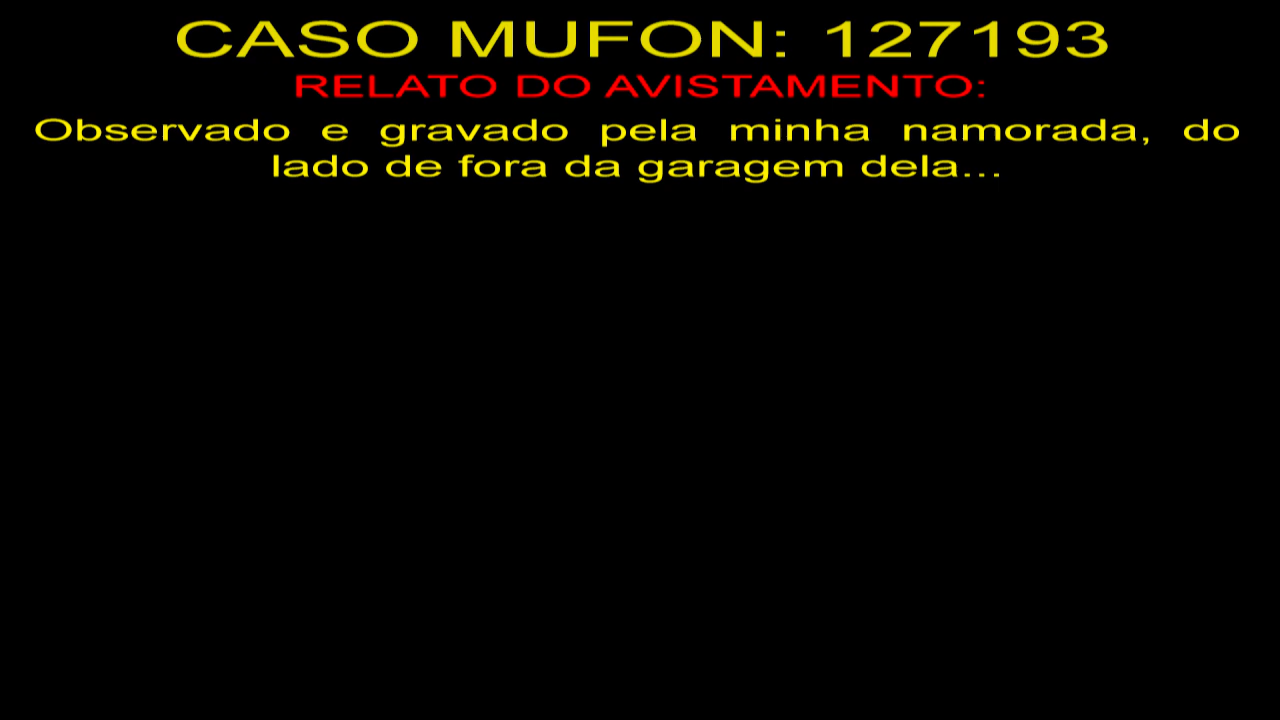 CASO MUFON: 127193
RELATO DO AVISTAMENTO:
Observado e gravado pela minha namorada, do
lado de fora da garagem dela...